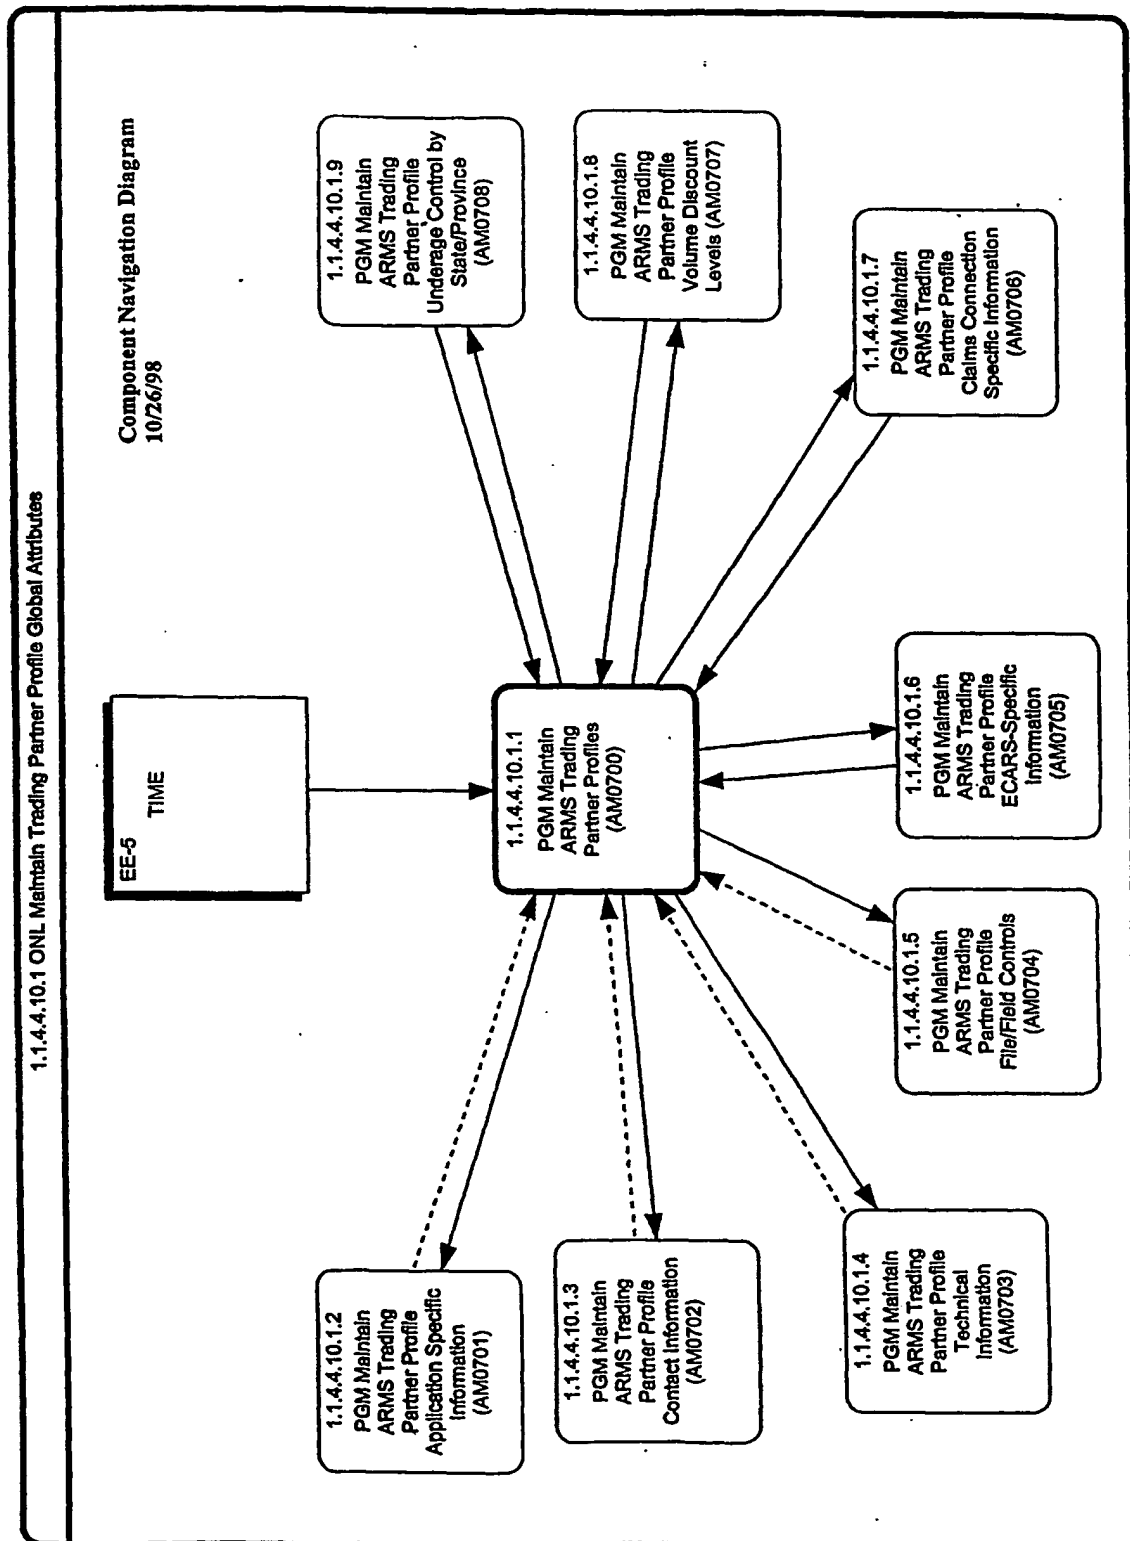 1.1.4.4.10.1 ONL Maintain Trading Partner Profile Global Attributes
Component Navigation Diagram
10/26/98
EE-5
TIME
1.1.4.4.10.1.1
PGM Maintain
ARMS Trading
Partner Profiles
(AM0700)
1.1.4.4.10.1.2
PGM Maintain
ARMS Trading
Partner Profile
Application Specific
Information
(AM0701)
1.1.4.4.10.1.3
PGM Maintain
ARMS Trading
Partner Profile
Contact Information
(AM0702)
1.1.4.4.10.1.4
PGM Maintain
ARMS Trading
Partner Profile
Technical
Information
(AM0703)
1.1.4.4.10.1.5
PGM Maintain
ARMS Trading
Partner Profile
File/Field Controls
(AM0704)
1.1.4.4.10.1.6
PGM Maintain
ARMS Trading
Partner Profile
ECARS-Specific
Information
(AM0705)
1.1.4.4.10.1.7
PGM Maintain
ARMS Trading
Partner Profile
Claims Connection
Specific Information
(AM0706)
1.1.4.4.10.1.8
PGM Maintain
ARMS Trading
Partner Profile
Volume Discount
Levels (AM0707)
1.1.4.4.10.1.9
PGM Maintain
ARMS Trading
Partner Profile
Underage Control by
State/Province
(AM0708)